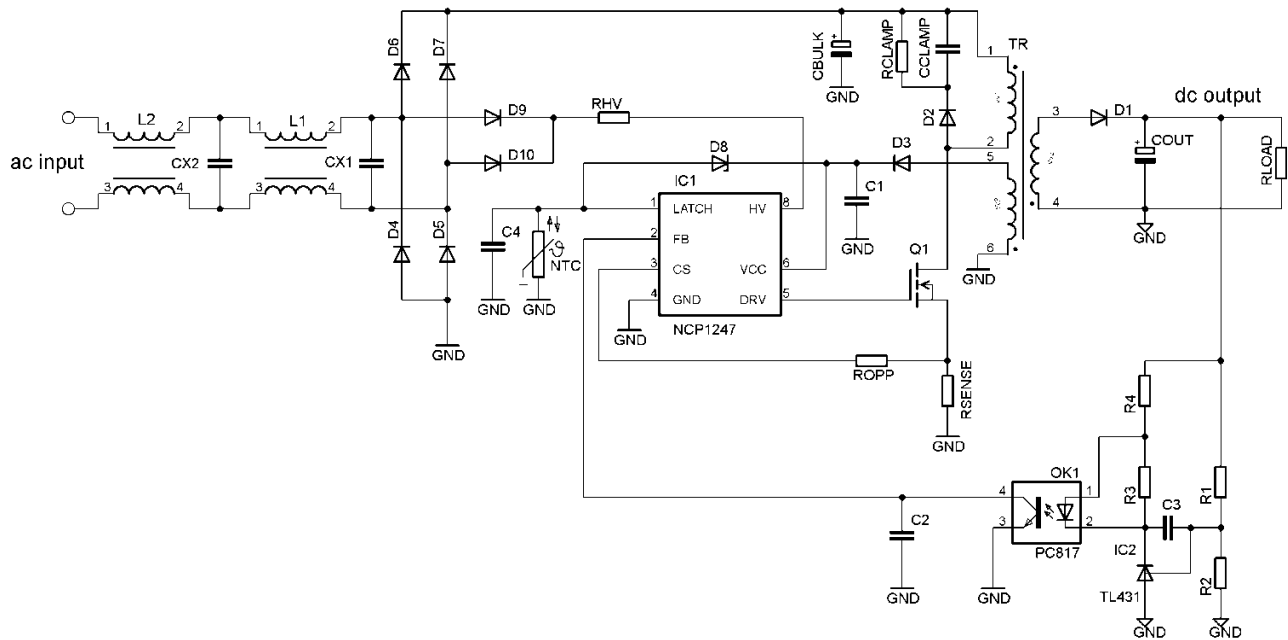 D6
D7
CBULK
+
RCLAMP
CCLAMP
TR
1
dc output
L2
1
2
L1
1
2
D9
RHV
D2
3
D1
COUT
+
RLOAD
ac input
CX2
CX1
D10
D8
D3
2
5
GND
3
4
3
4
IC1
C1
4
GND
D4
D5
C4
NTC
1
LATCH
HV
8
GND
6
2
FB
Q1
GND
3
CS
VCC
6
GND
GND
4
GND
DRV
5
GND
NCP1247
GND
ROPP
RSENSE
R4
GND
OK1
4
1
R3
R1
C3
C2
3
2
PC817
IC2
TL431
R2
GND
GND
GND
GND